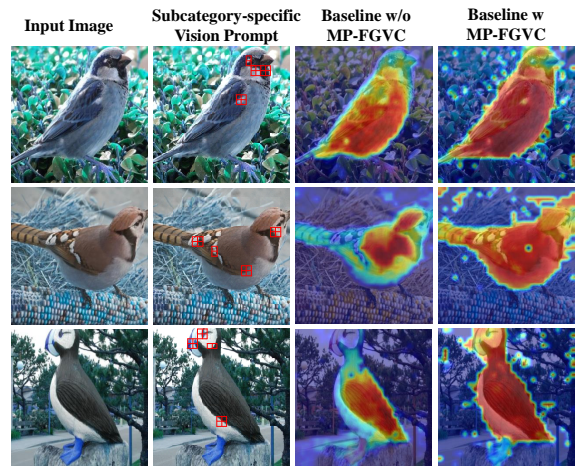 Input Image
Subcategory-specific
Vision Prompt
Baseline w/o
MP-FGVC
Baseline w
MP-FGVC